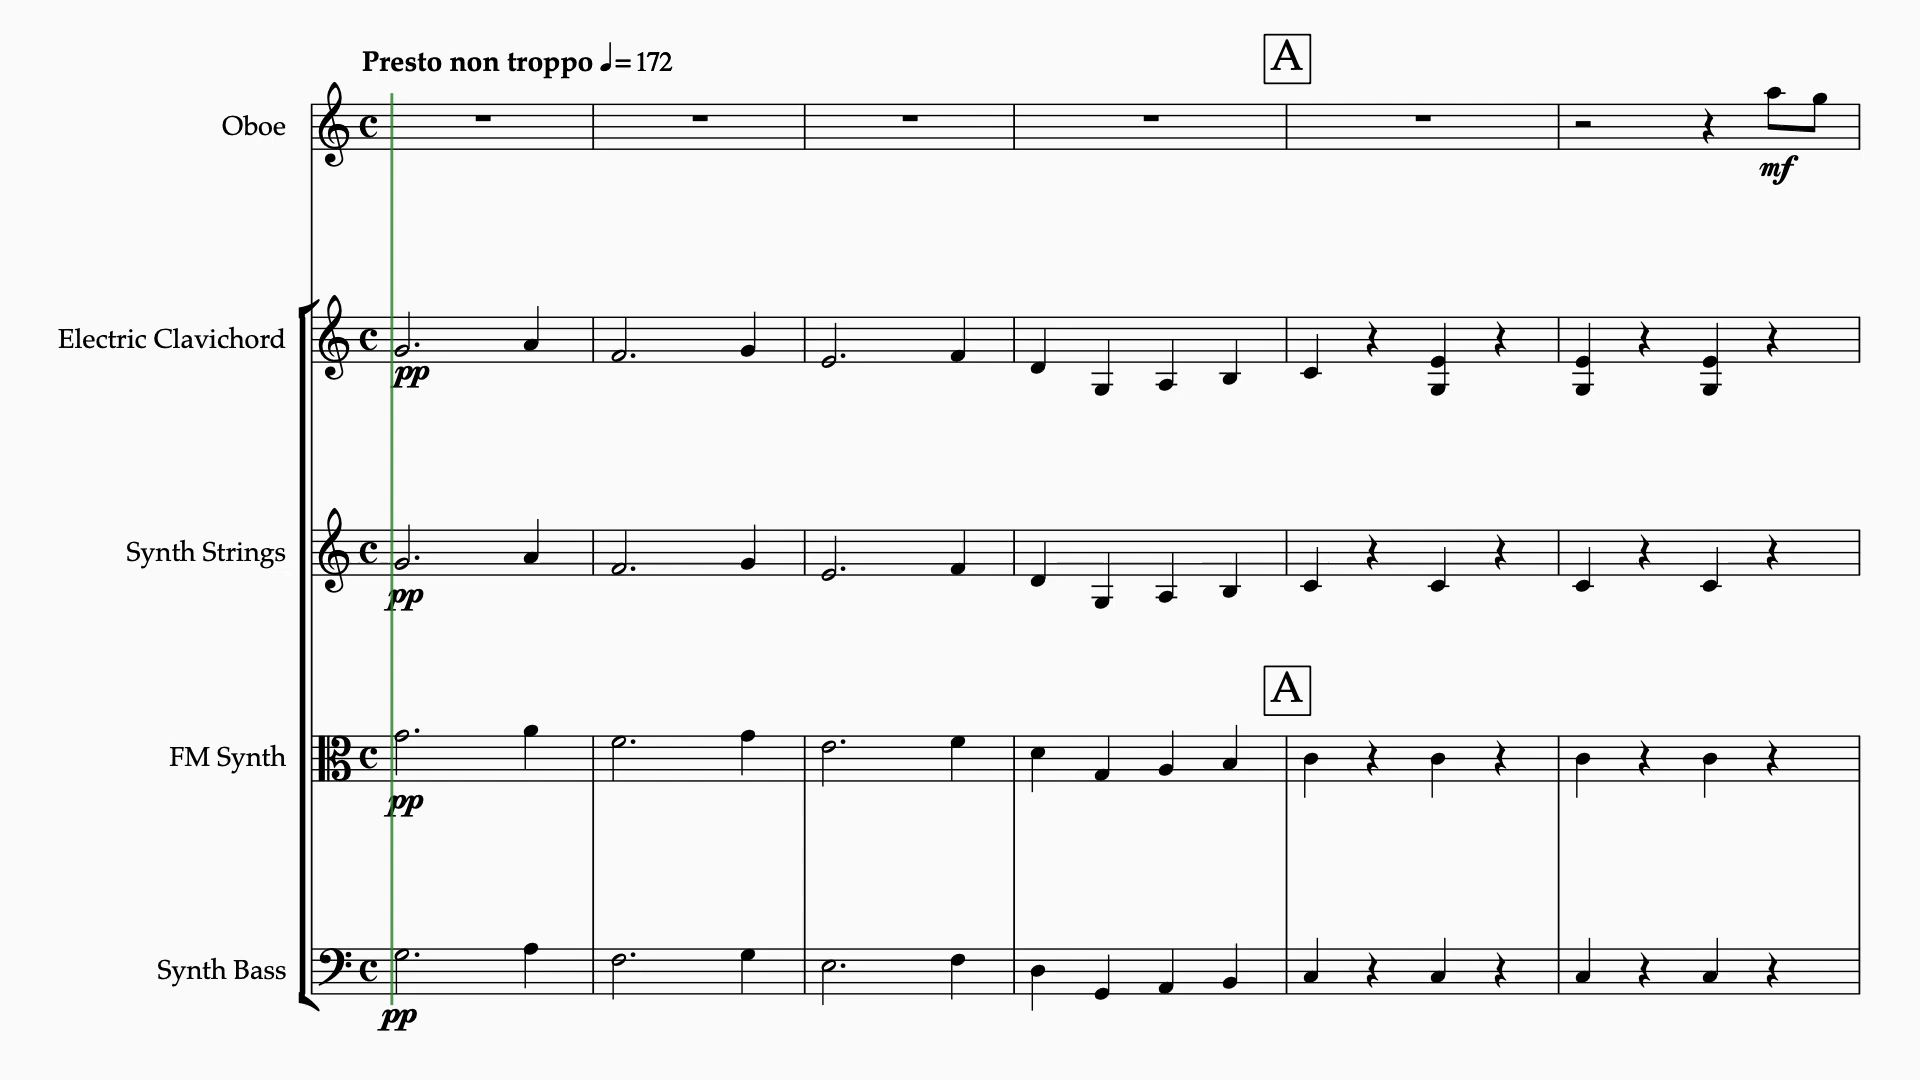 A
Presto non troppo ♩= 172
Oboe
mf
Electric Clavichord
pp
Synth Strings
pp
A
FM Synth
pp
Synth Bass
pp